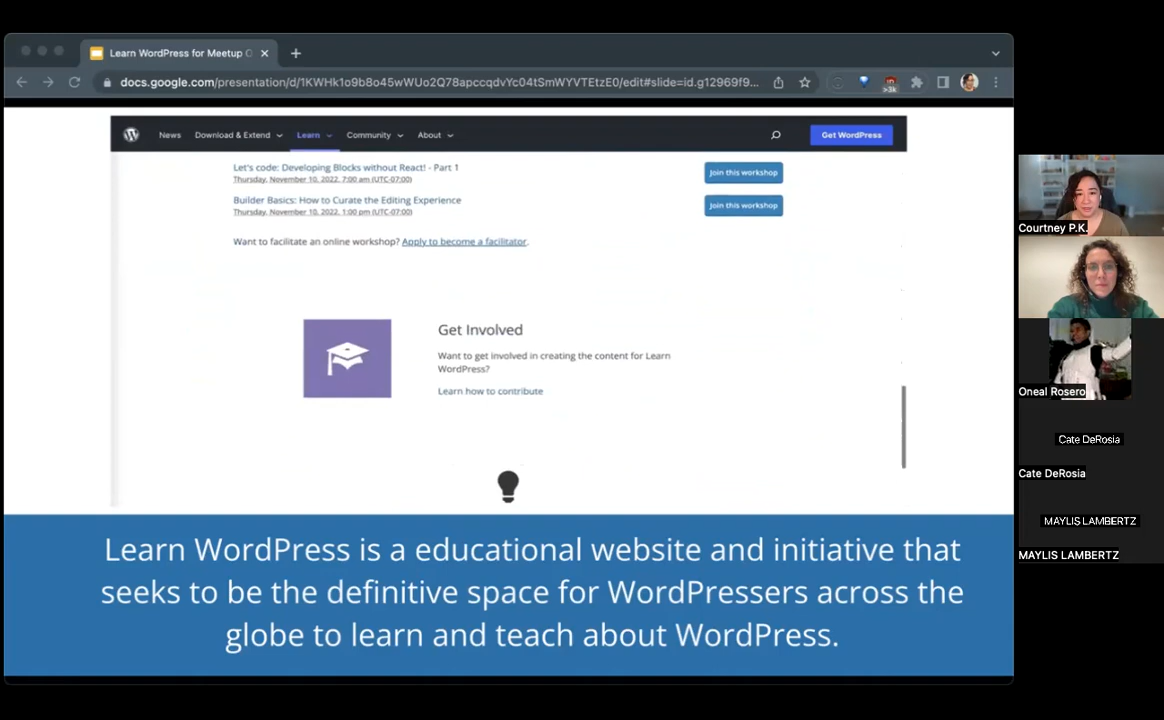 Learn WordPress for Meetup O
docs.google.com/presentation/d/1KWHk1o9b8o45wWUo2Q78apccqdvYc04tSmWYVTEtzE0/edit#slide=id.g12969f9...
>3k
News Download & Extend Learn Community About Get WordPress
Let's code: Developing Blocks without React! - Part 1
Thursday, November 10, 2022, 7:00 am (UTC-07:00)
Join this workshop
Builder Basics: How to Curate the Editing Experience
Thursday, November 10, 2022, 1:00 pm (UTC-07:00)
Join this workshop
Want to facilitate an online workshop? Apply to become a facilitator.
Get Involved
Want to get involved in creating the content for Learn
WordPress?
Learn how to contribute
Learn WordPress is a educational website and initiative that
seeks to be the definitive space for WordPressers across the
globe to learn and teach about WordPress.
Courtney P.K.
Oneal Rosero
Cate DeRosia
Cate DeRosia
MAYLIS LAMBERTZ
MAYLIS LAMBERTZ